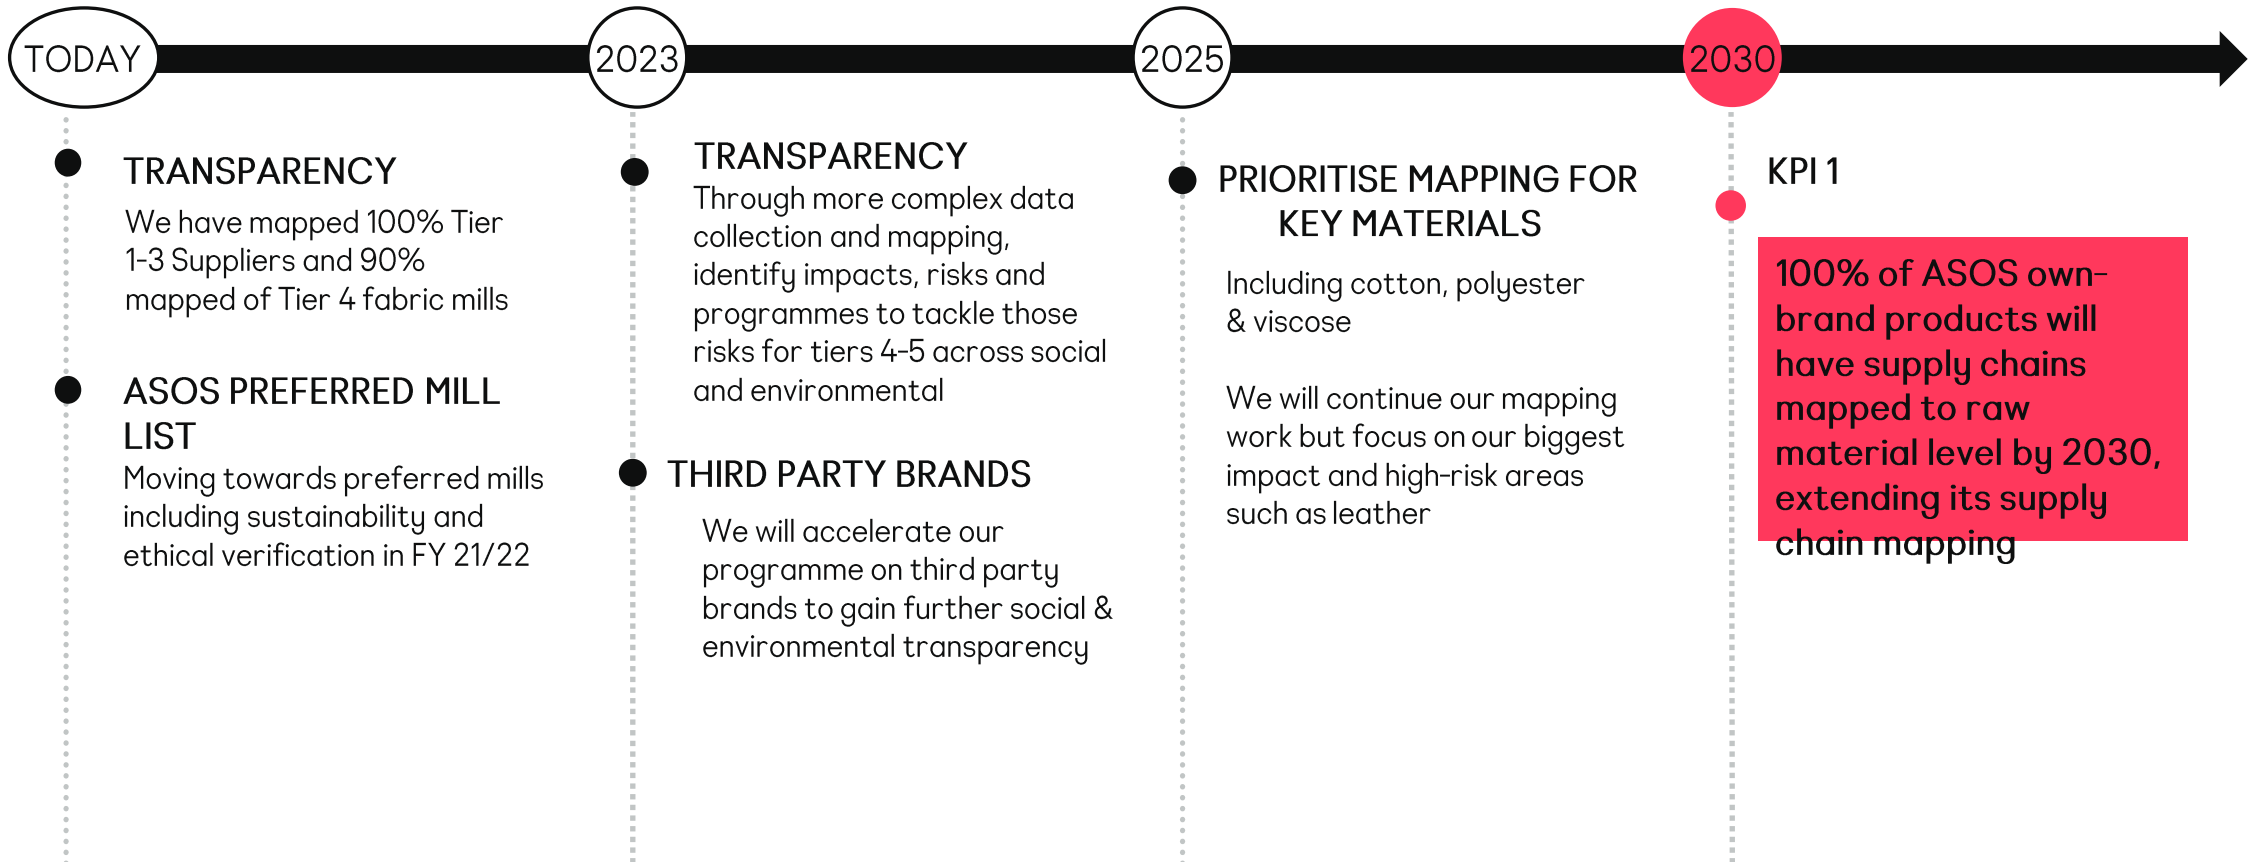 TODAY
2023
2025
2030
TRANSPARENCY
We have mapped 100% Tier
1-3 Suppliers and 90%
mapped of Tier 4 fabric mills
ASOS PREFERRED MILL
LIST
Moving towards preferred mills
including sustainability and
ethical verification in FY 21/22
TRANSPARENCY
Through more complex data
collection and mapping,
identify impacts, risks and
programmes to tackle those
risks for tiers 4-5 across social
and environmental
THIRD PARTY BRANDS
We will accelerate our
programme on third party
brands to gain further social &
environmental transparency
PRIORITISE MAPPING FOR
KEY MATERIALS
Including cotton, polyester
& viscose
We will continue our mapping
work but focus on our biggest
impact and high-risk areas
such as leather
KPI 1
100% of ASOS own-
brand products will
have supply chains
mapped to raw
material level by 2030,
extending its supply
chain mapping